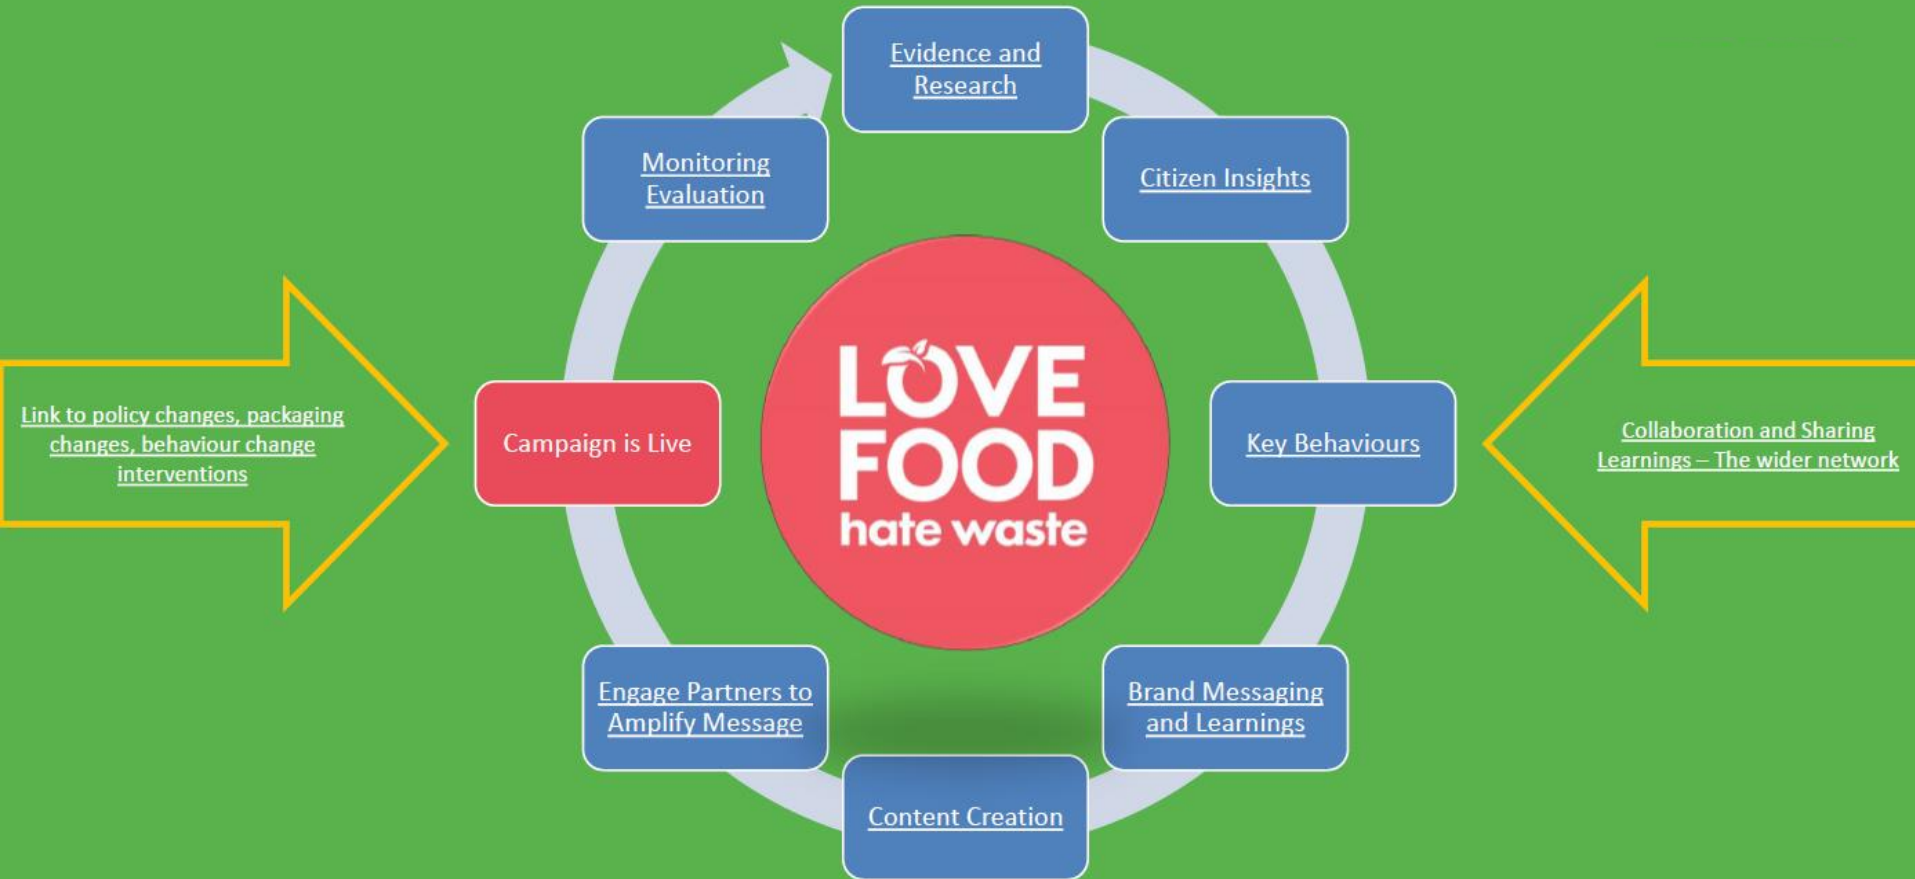 Evidence and
Research
Citizen Insights
Key Behaviours
Brand Messaging
and Learnings
Content Creation
Engage Partners to
Amplify Message
Campaign is Live
Monitoring
Evaluation
LOVE
FOOD
hate waste
Link to policy changes, packaging
changes, behaviour change
interventions
Collaboration and Sharing
Learnings – The wider network